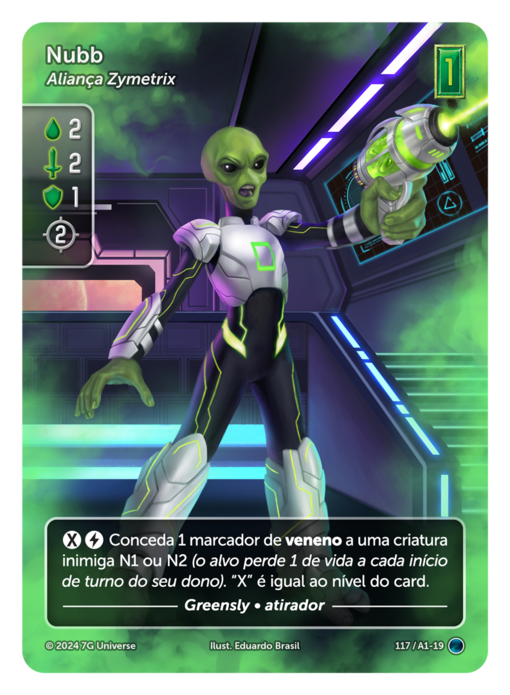 Nubb
Aliança Zymetrix
1
2
2
1
2
X Conceda 1 marcador de veneno a uma criatura
inimiga N1 ou N2 (o alvo perde 1 de vida a cada início
de turno do seu dono). “X” é igual ao nível do card.
Greensly • atirador
© 2024 7G Universe
Ilust. Eduardo Brasil
117 / A1-19